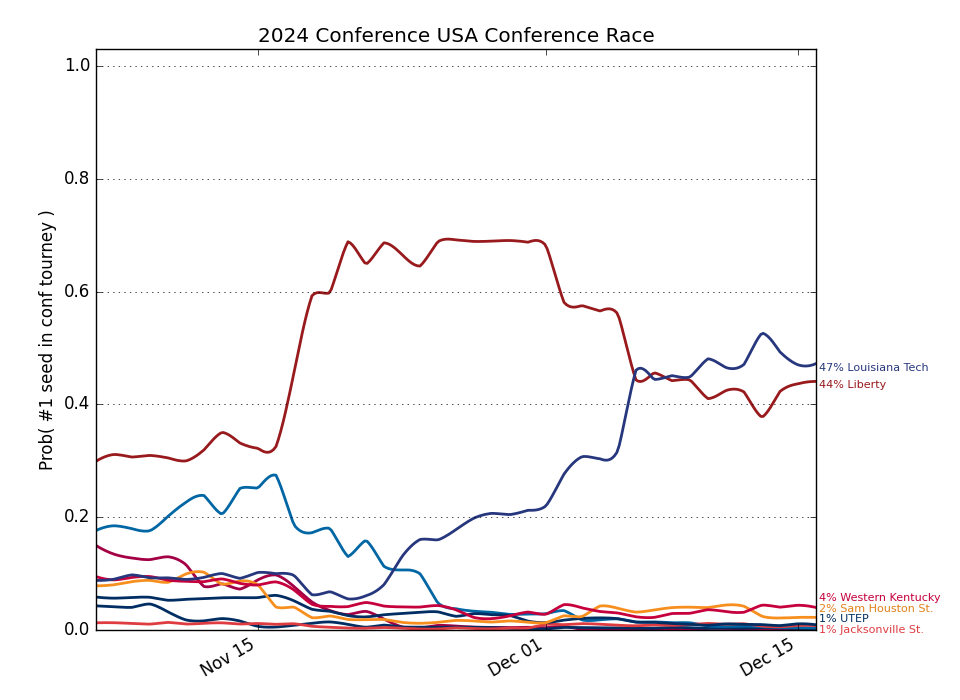 2024 Conference USA Conference Race
Prob( #1 seed in conf tourney )
1.0
0.8
0.6
0.4
0.2
0.0
Nov 15
Dec 01
Dec 15
47% Louisiana Tech
44% Liberty
4% Western Kentucky
2% Sam Houston St.
1% UTEP
1% Jacksonville St.